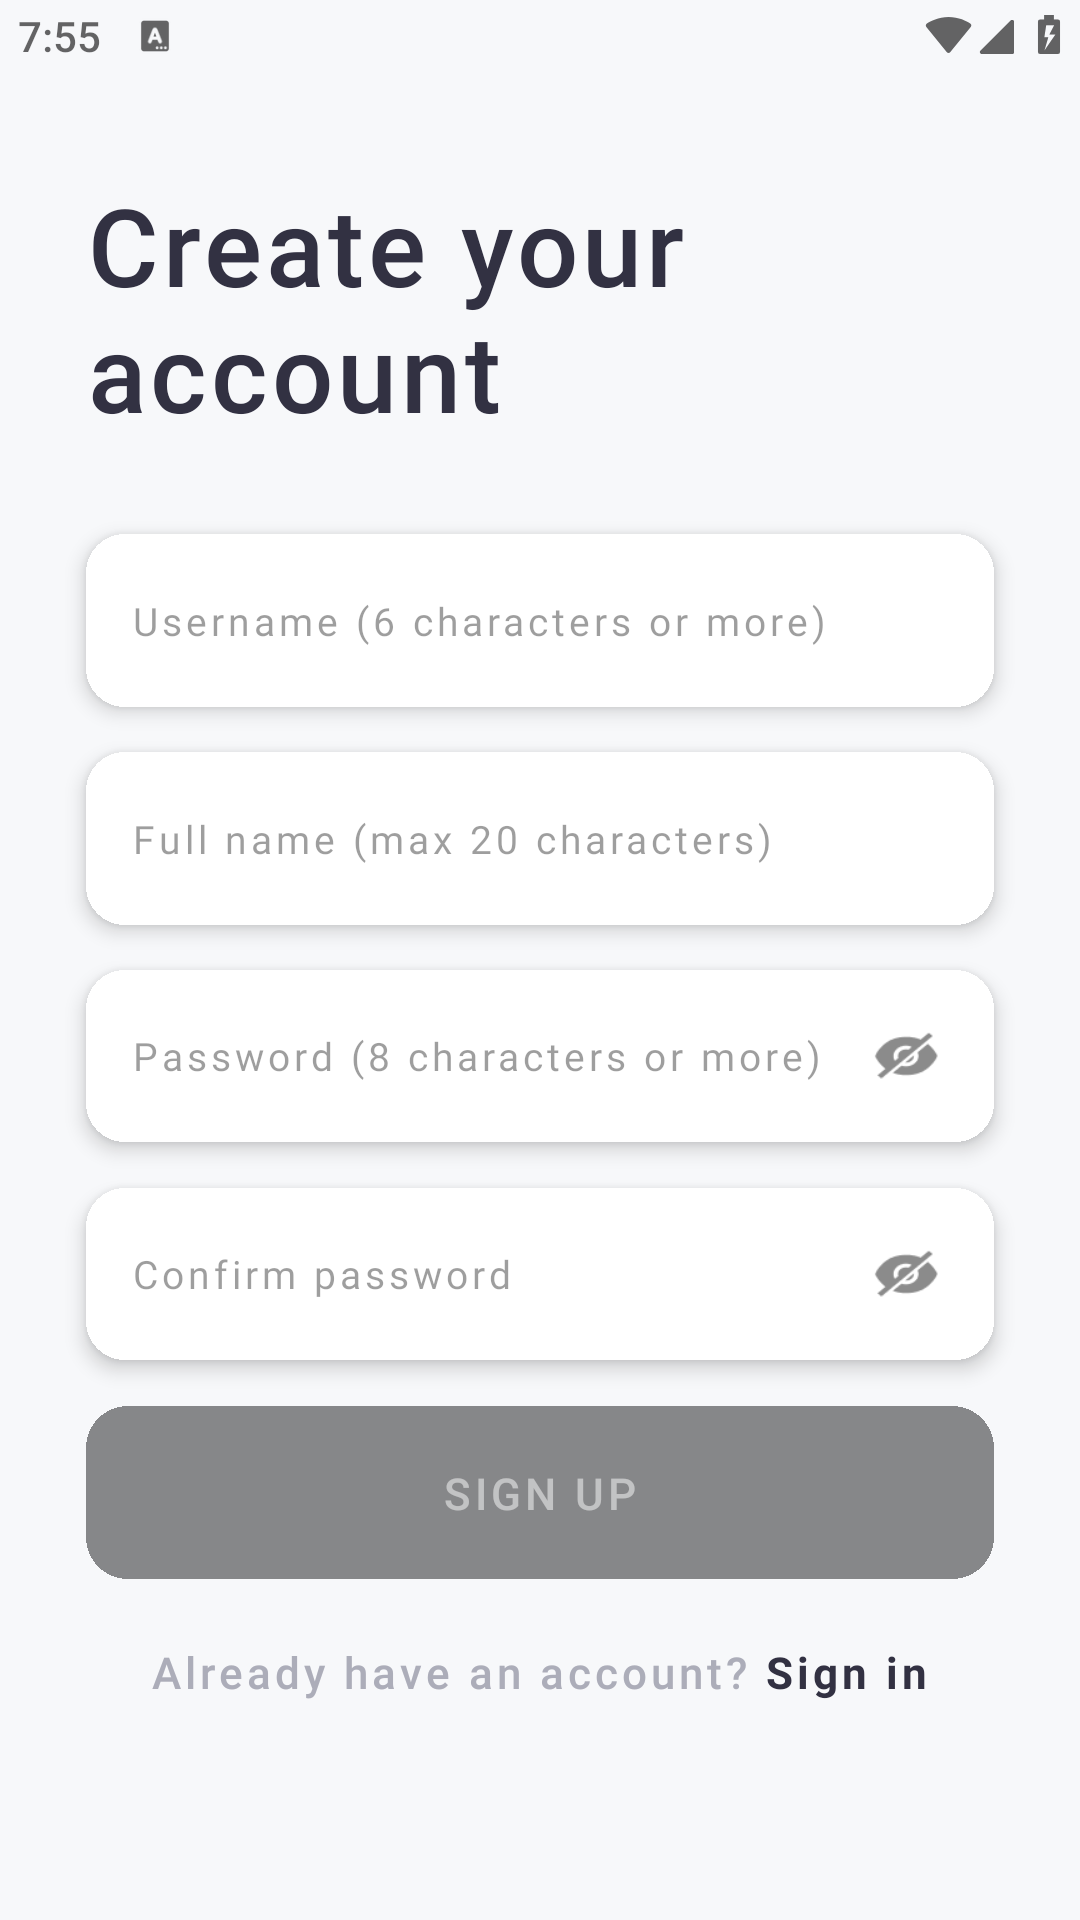 7:55
Create your
account
Username (6 characters or more)
Full name (max 20 characters)
Password (8 characters or more)
Confirm password
SIGN UP
Already have an account? Sign in